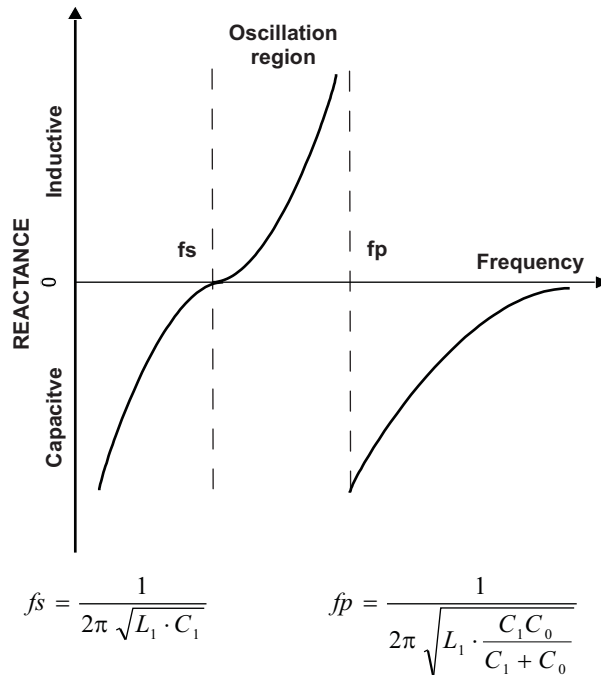 Oscillation
region
Inductive
fs
fp
Frequency
REACTANCE
0
Capacitve
fs = 1 / (2π √(L₁ · C₁))
fp = 1 / (2π √(L₁ · C₁C₀ / (C₁ + C₀)))